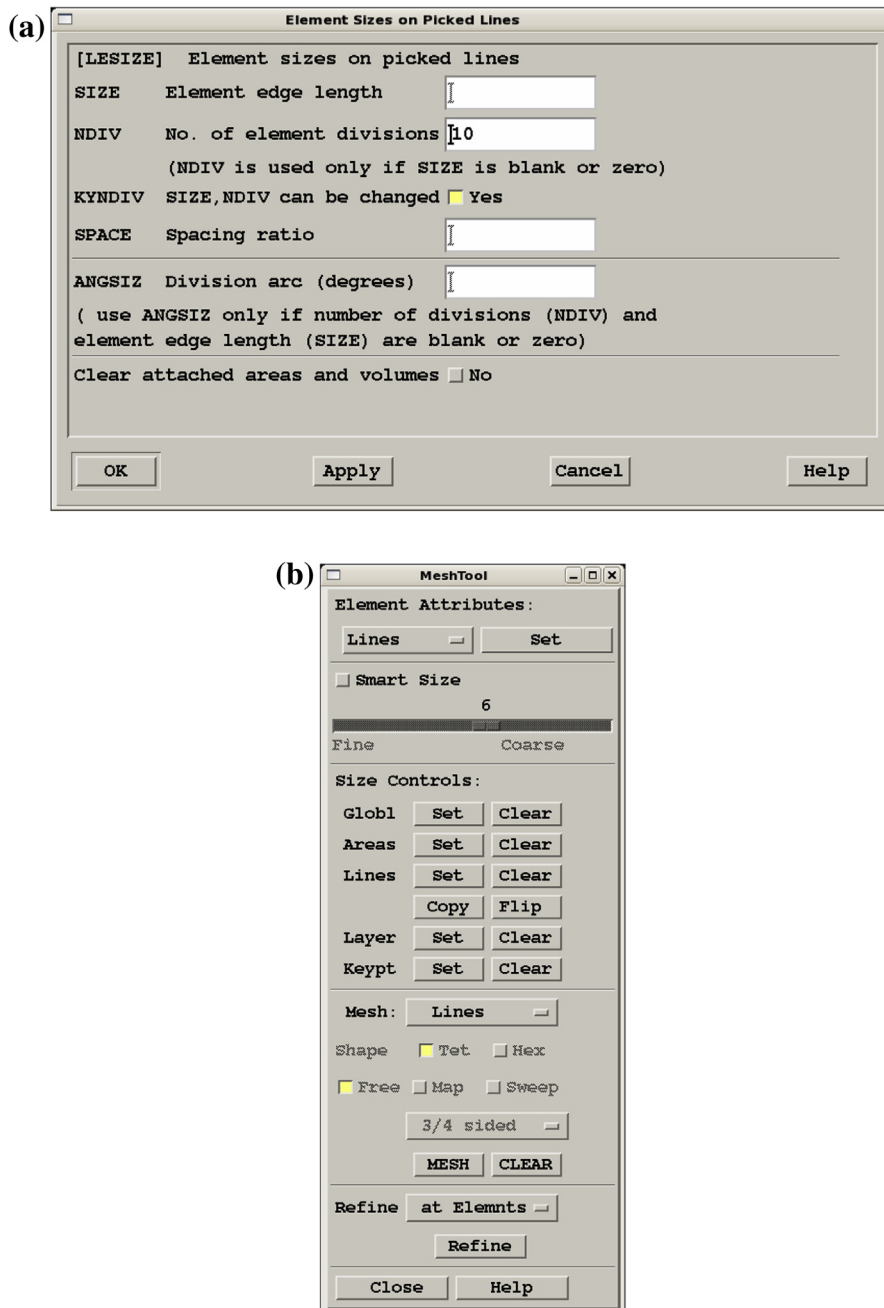 (a)
Element Sizes on Picked Lines
[LESIZE] Element sizes on picked lines
SIZE Element edge length
NDIV No. of element divisions 10
(NDIV is used only if SIZE is blank or zero)
KYNDIV SIZE,NDIV can be changed Yes
SPACE Spacing ratio
ANGSIZ Division arc (degrees)
( use ANGSIZ only if number of divisions (NDIV) and
element edge length (SIZE) are blank or zero)
Clear attached areas and volumes No
OK Apply Cancel Help
(b)
MeshTool
Element Attributes:
Lines Set
Smart Size
6
Fine Coarse
Size Controls:
Globl Set Clear
Areas Set Clear
Lines Set Clear
Copy Flip
Layer Set Clear
Keypt Set Clear
Mesh: Lines
Shape Tet Hex
Free Map Sweep
3/4 sided
MESH CLEAR
Refine at Elemnts
Refine
Close Help